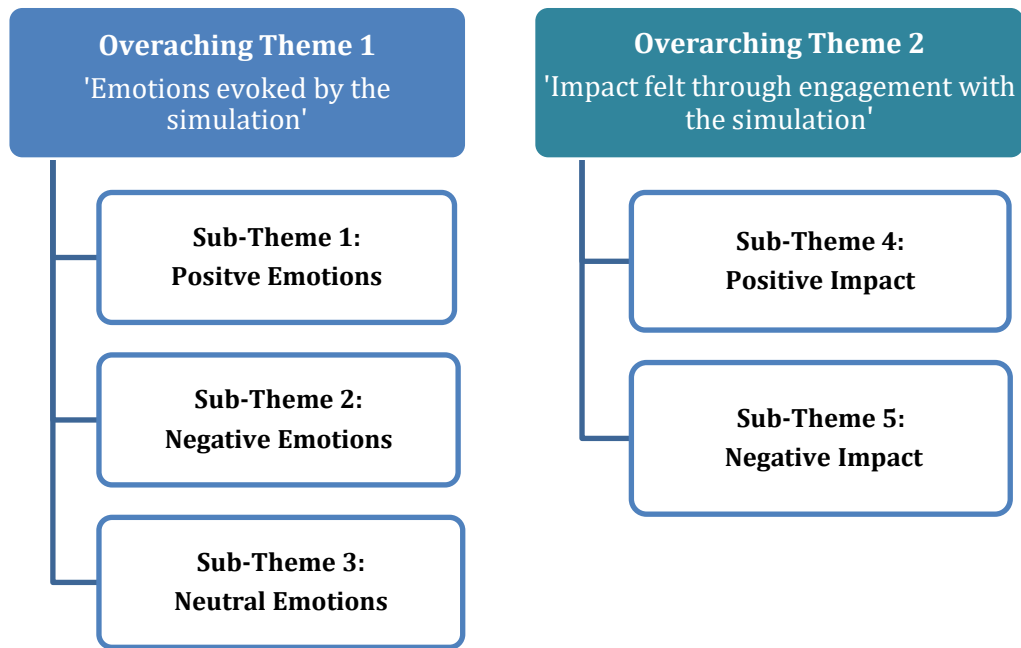 Overaching Theme 1
'Emotions evoked by the
simulation'
Sub-Theme 1:
Positve Emotions
Sub-Theme 2:
Negative Emotions
Sub-Theme 3:
Neutral Emotions
Overarching Theme 2
'Impact felt through engagement with
the simulation'
Sub-Theme 4:
Positive Impact
Sub-Theme 5:
Negative Impact